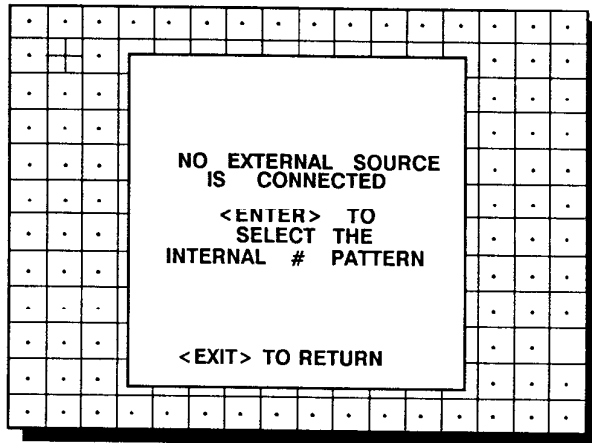 NO EXTERNAL SOURCE
IS CONNECTED
<ENTER> TO
SELECT THE
INTERNAL # PATTERN
<EXIT> TO RETURN